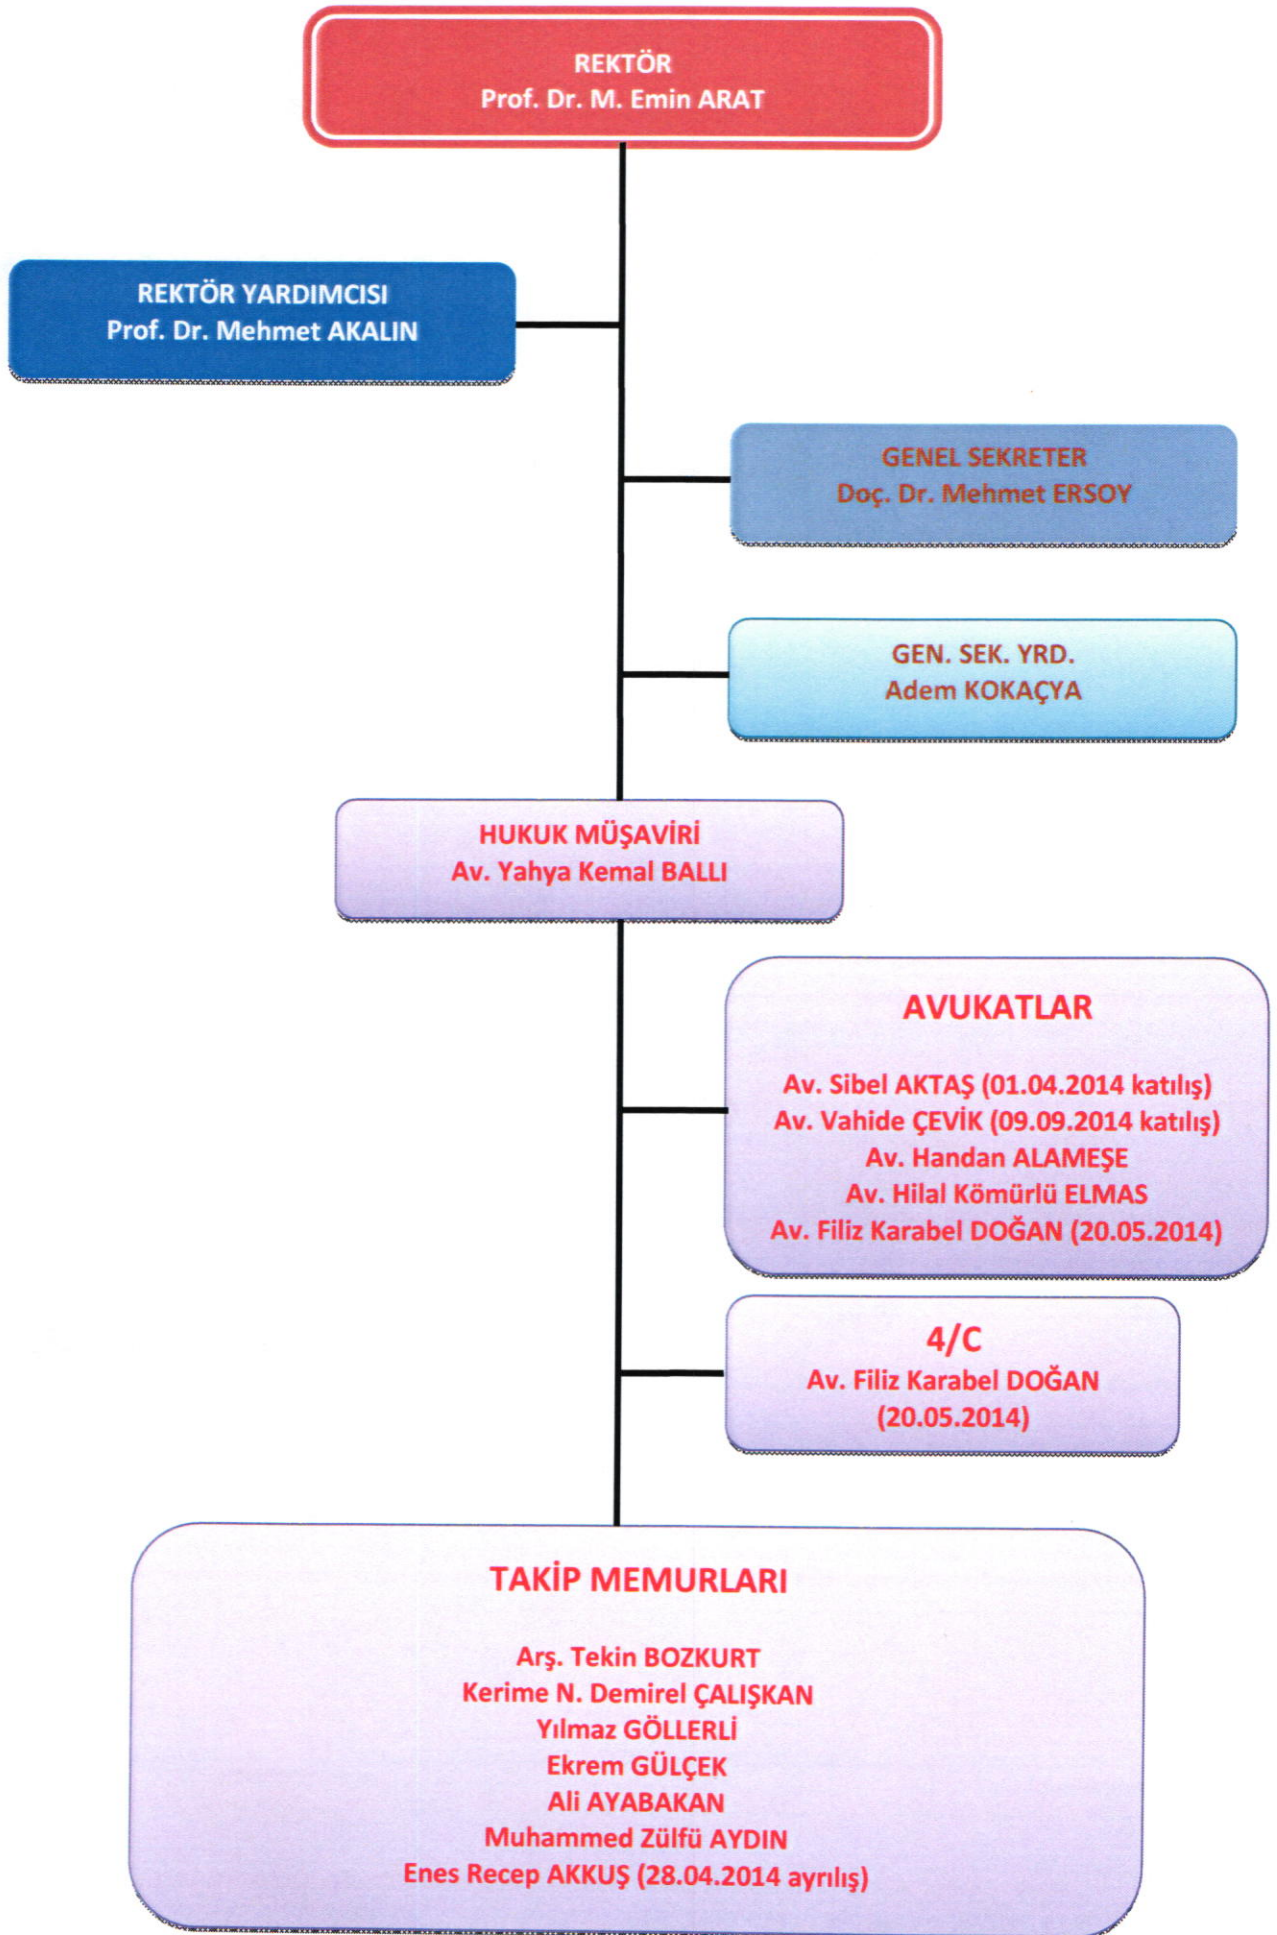 REKTÖR
Prof. Dr. M. Emin ARAT
REKTÖR YARDIMCISI
Prof. Dr. Mehmet AKALIN
GENEL SEKRETER
Doç. Dr. Mehmet ERSOY
GEN. SEK. YRD.
Adem KOKAÇYA
HUKUK MÜŞAVİRİ
Av. Yahya Kemal BALLI
AVUKATLAR
Av. Sibel AKTAŞ (01.04.2014 katılış)
Av. Vahide ÇEVİK (09.09.2014 katılış)
Av. Handan ALAMEŞE
Av. Hilal Kömürlü ELMAS
Av. Filiz Karabel DOĞAN (20.05.2014)
4/C
Av. Filiz Karabel DOĞAN
(20.05.2014)
TAKİP MEMURLARI
Arş. Tekin BOZKURT
Kerime N. Demirel ÇALIŞKAN
Yılmaz GÖLLERLİ
Ekrem GÜLÇEK
Ali AYABAKAN
Muhammed Zülfü AYDIN
Enes Recep AKKUŞ (28.04.2014 ayrılış)